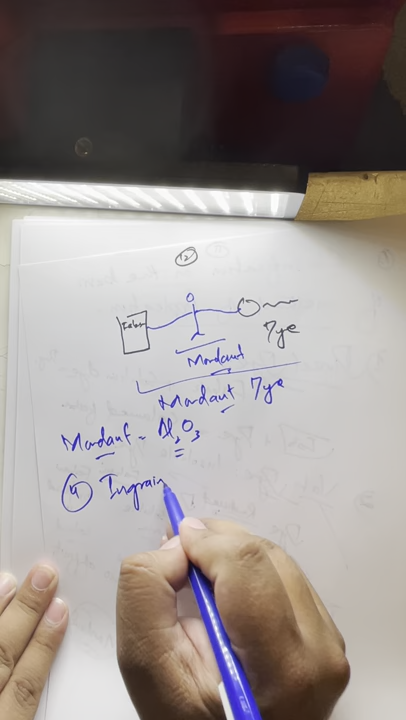 12
Fabric
Dye
Mordant
Mordant Dye
Mordant = Al2O3
4 Ingrain